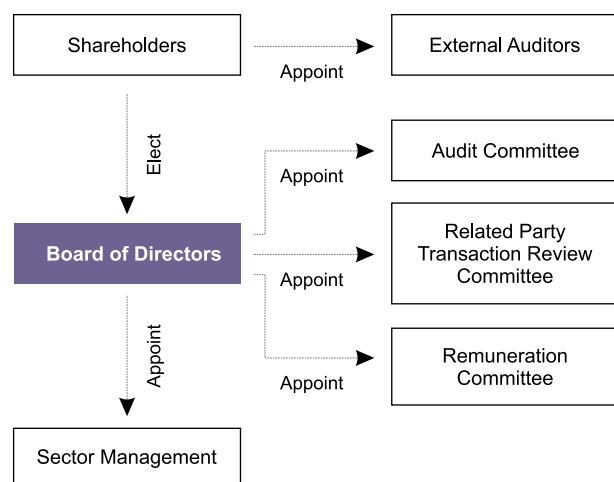 Shareholders
External Auditors
Appoint
Elect
Audit Committee
Appoint
Board of Directors
Related Party
Transaction Review
Committee
Appoint
Appoint
Remuneration
Committee
Appoint
Sector Management